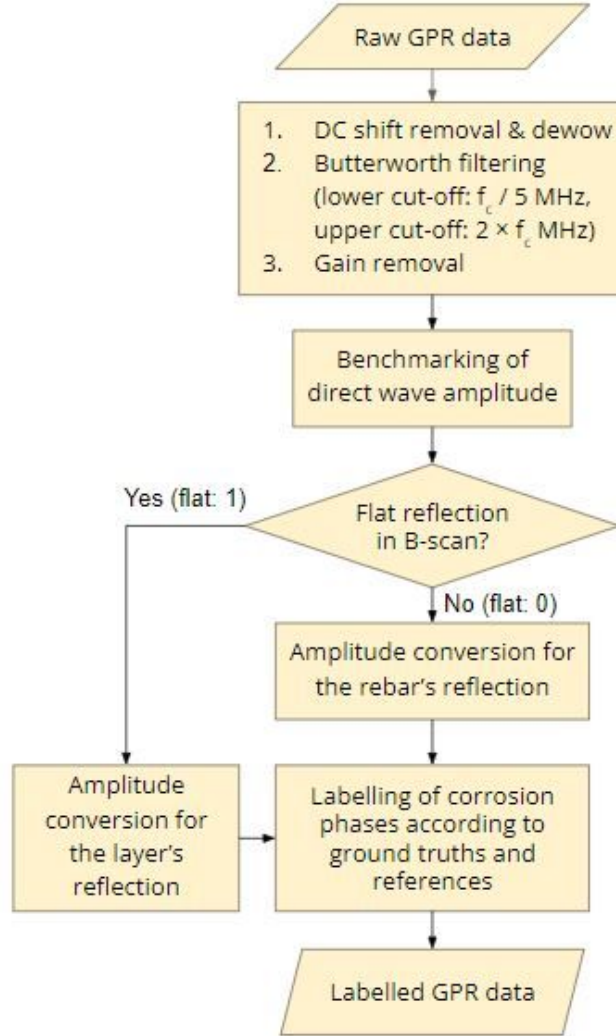 Raw GPR data
1. DC shift removal & dewow
2. Butterworth filtering
(lower cut-off: f_c / 5 MHz,
upper cut-off: 2 × f_c MHz)
3. Gain removal
Benchmarking of
direct wave amplitude
Yes (flat: 1)
Flat reflection
in B-scan?
No (flat: 0)
Amplitude conversion for
the rebar's reflection
Amplitude
conversion for
the layer's
reflection
Labelling of corrosion
phases according to
ground truths and
references
Labelled GPR data